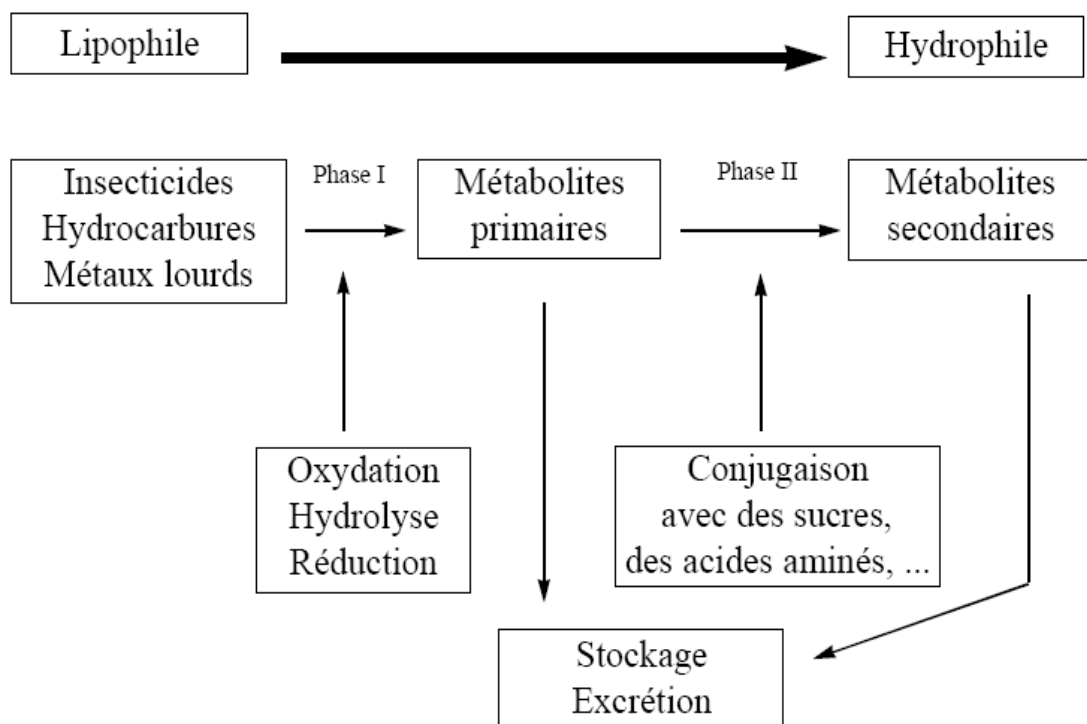 Lipophile
Hydrophile
Insecticides
Hydrocarbures
Métaux lourds
Phase I
Métabolites
primaires
Phase II
Métabolites
secondaires
Oxydation
Hydrolyse
Réduction
Conjugaison
avec des sucres,
des acides aminés, ...
Stockage
Excrétion